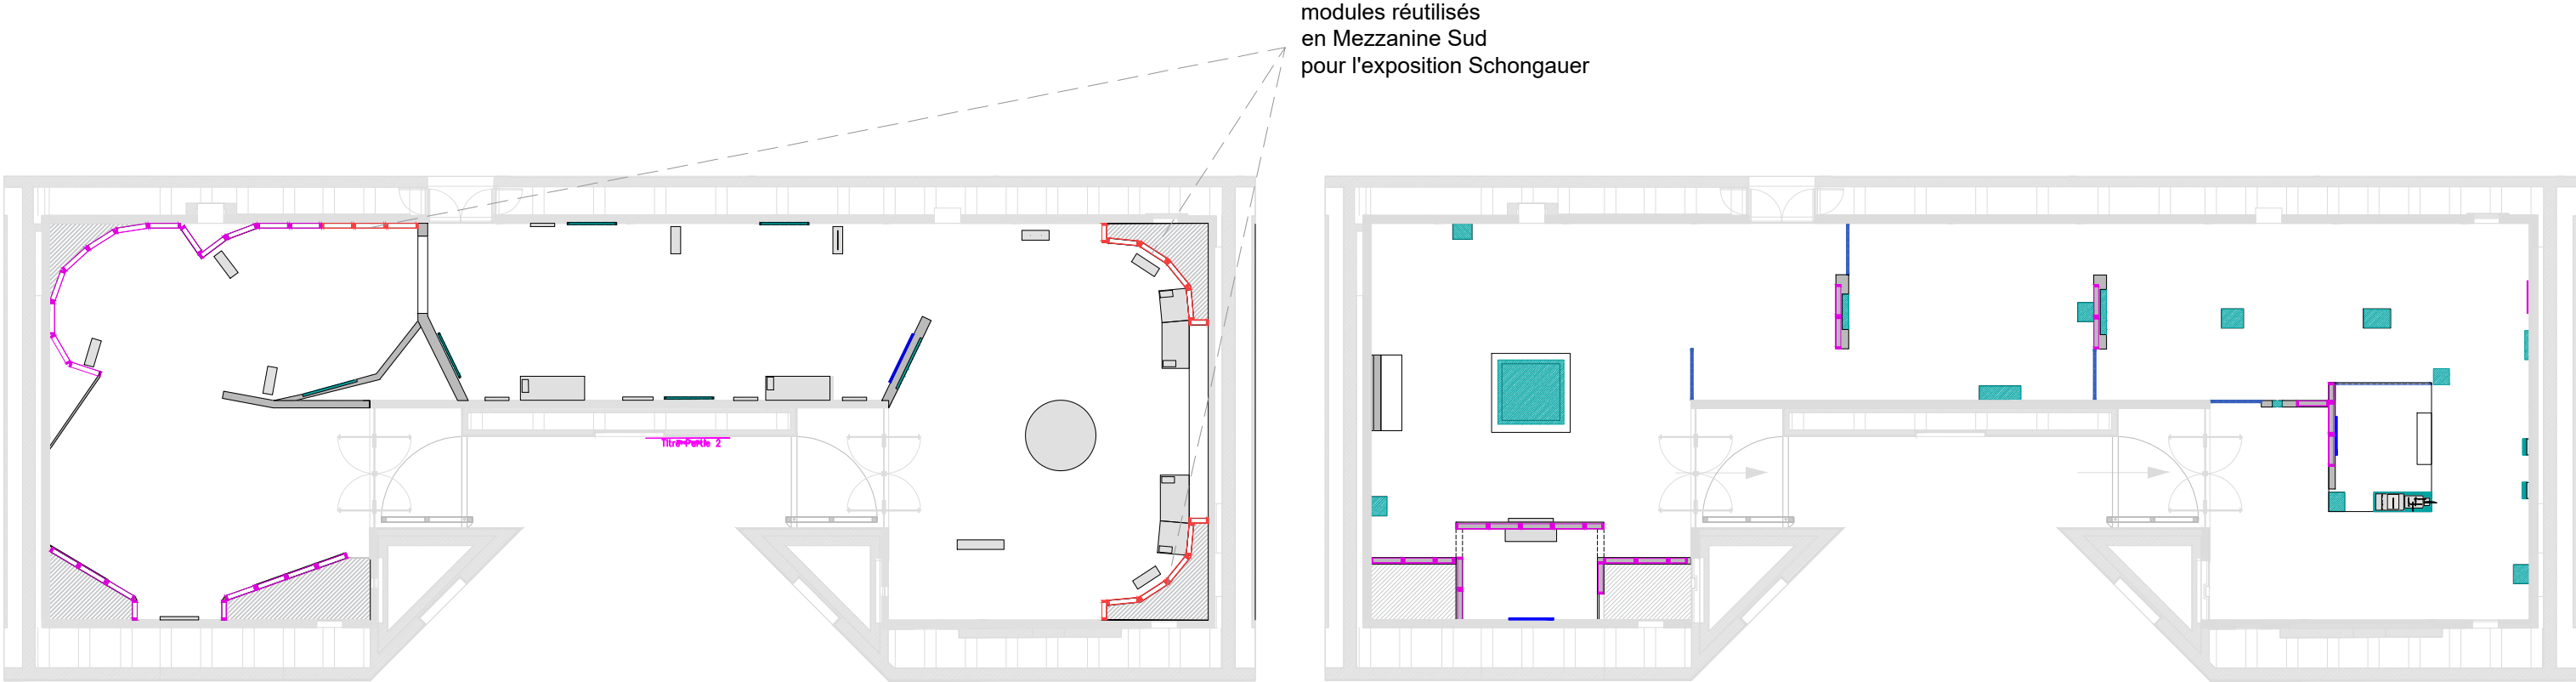 modules réutilisés
en Mezzanine Sud
pour l'exposition Schongauer
Titre Partie 2